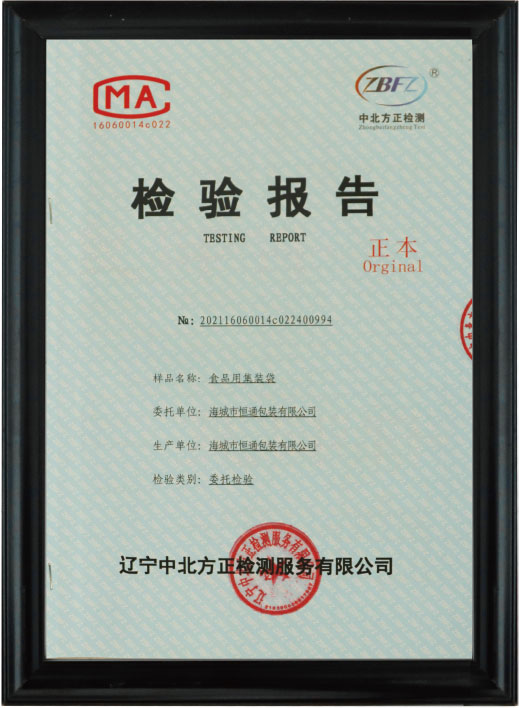 MA
16060014c022
ZBFZ®
中北方正检测
Zhongbeifangzheng Test
检验报告
TESTING REPORT
正本
Orginal
№: 202116060014c022400994
样品名称: 食品用集装袋
委托单位: 海城市恒通包装有限公司
生产单位: 海城市恒通包装有限公司
检验类别: 委托检验
辽宁中北方正检测服务有限公司